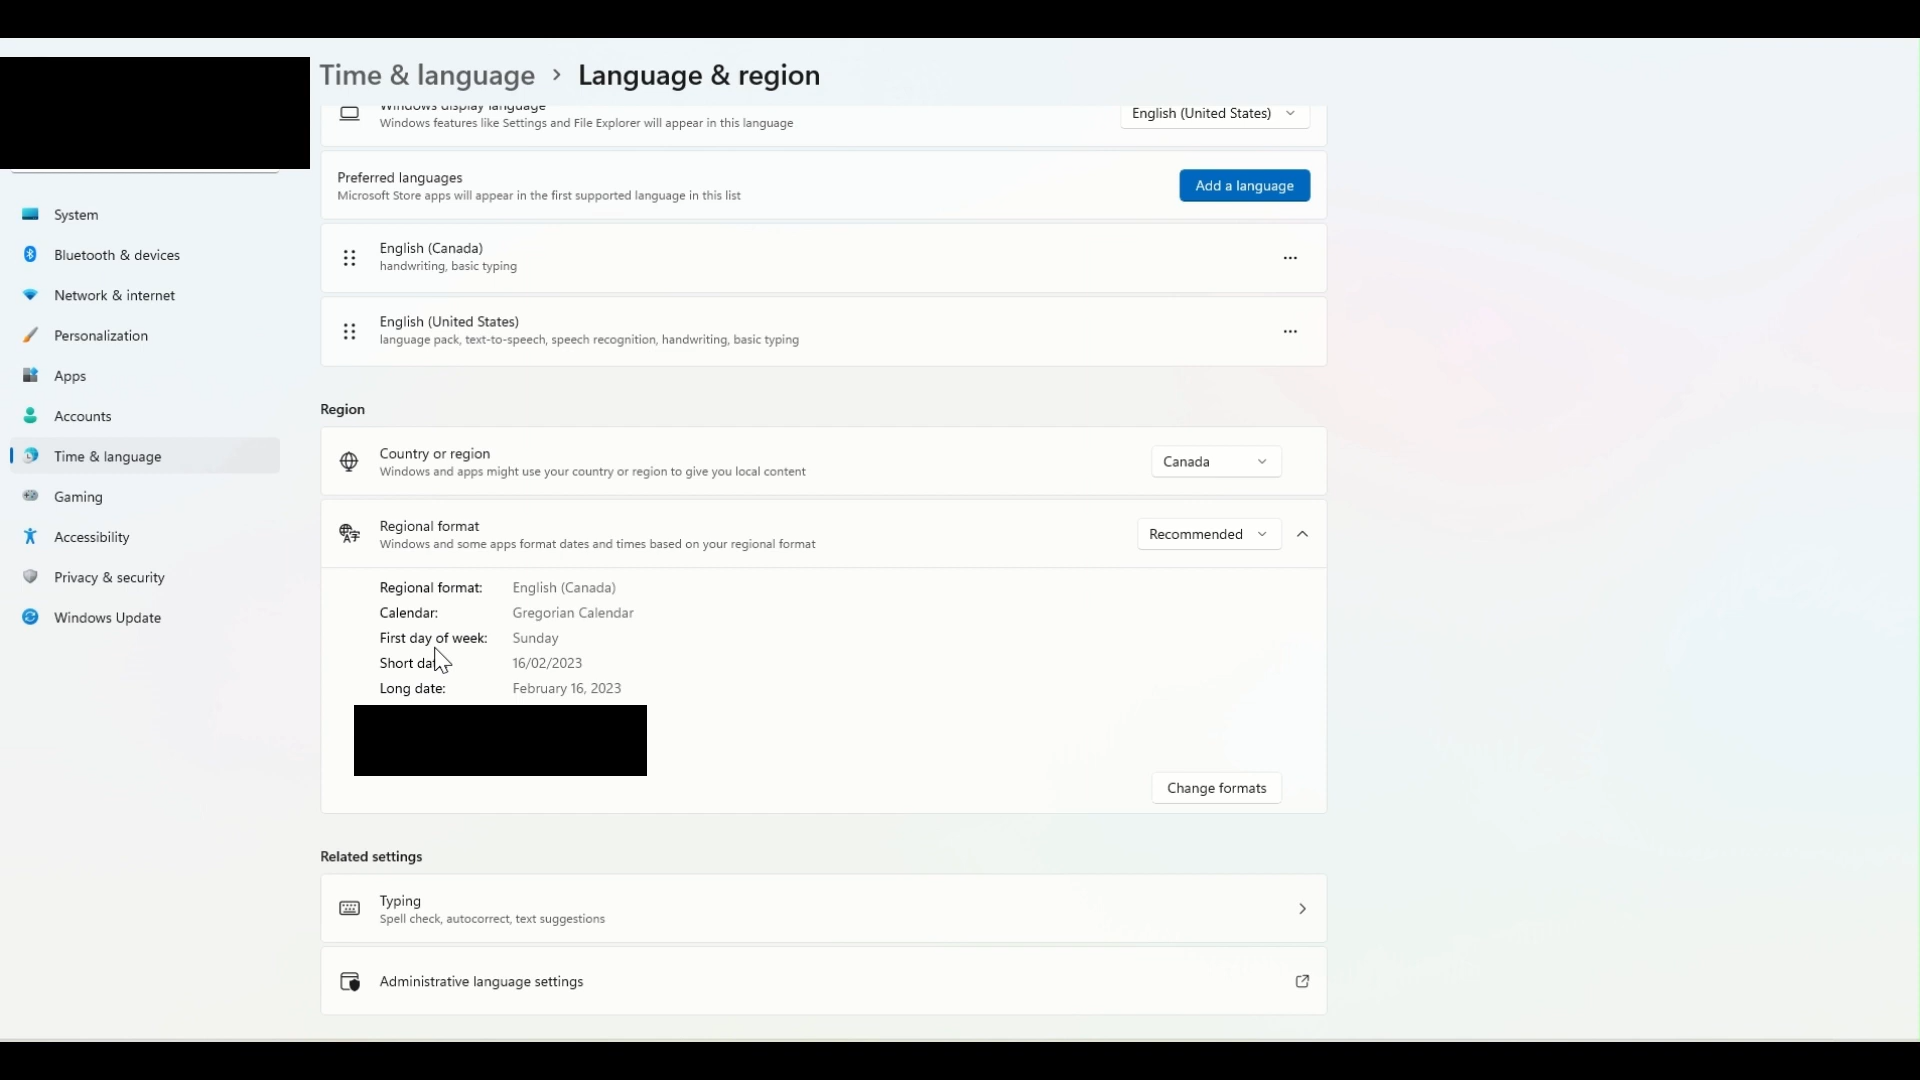 Time & language > Language & region
Windows display language
Windows features like Settings and File Explorer will appear in this language
English (United States)
Preferred languages
Microsoft Store apps will appear in the first supported language in this list
Add a language
English (Canada)
handwriting, basic typing
English (United States)
language pack, text-to-speech, speech recognition, handwriting, basic typing
System
Bluetooth & devices
Network & internet
Personalization
Apps
Accounts
Time & language
Gaming
Accessibility
Privacy & security
Windows Update
Region
Country or region
Windows and apps might use your country or region to give you local content
Canada
Regional format
Windows and some apps format dates and times based on your regional format
Recommended
Regional format: English (Canada)
Calendar: Gregorian Calendar
First day of week: Sunday
Short dat 16/02/2023
Long date: February 16, 2023
Change formats
Related settings
Typing
Spell check, autocorrect, text suggestions
Administrative language settings